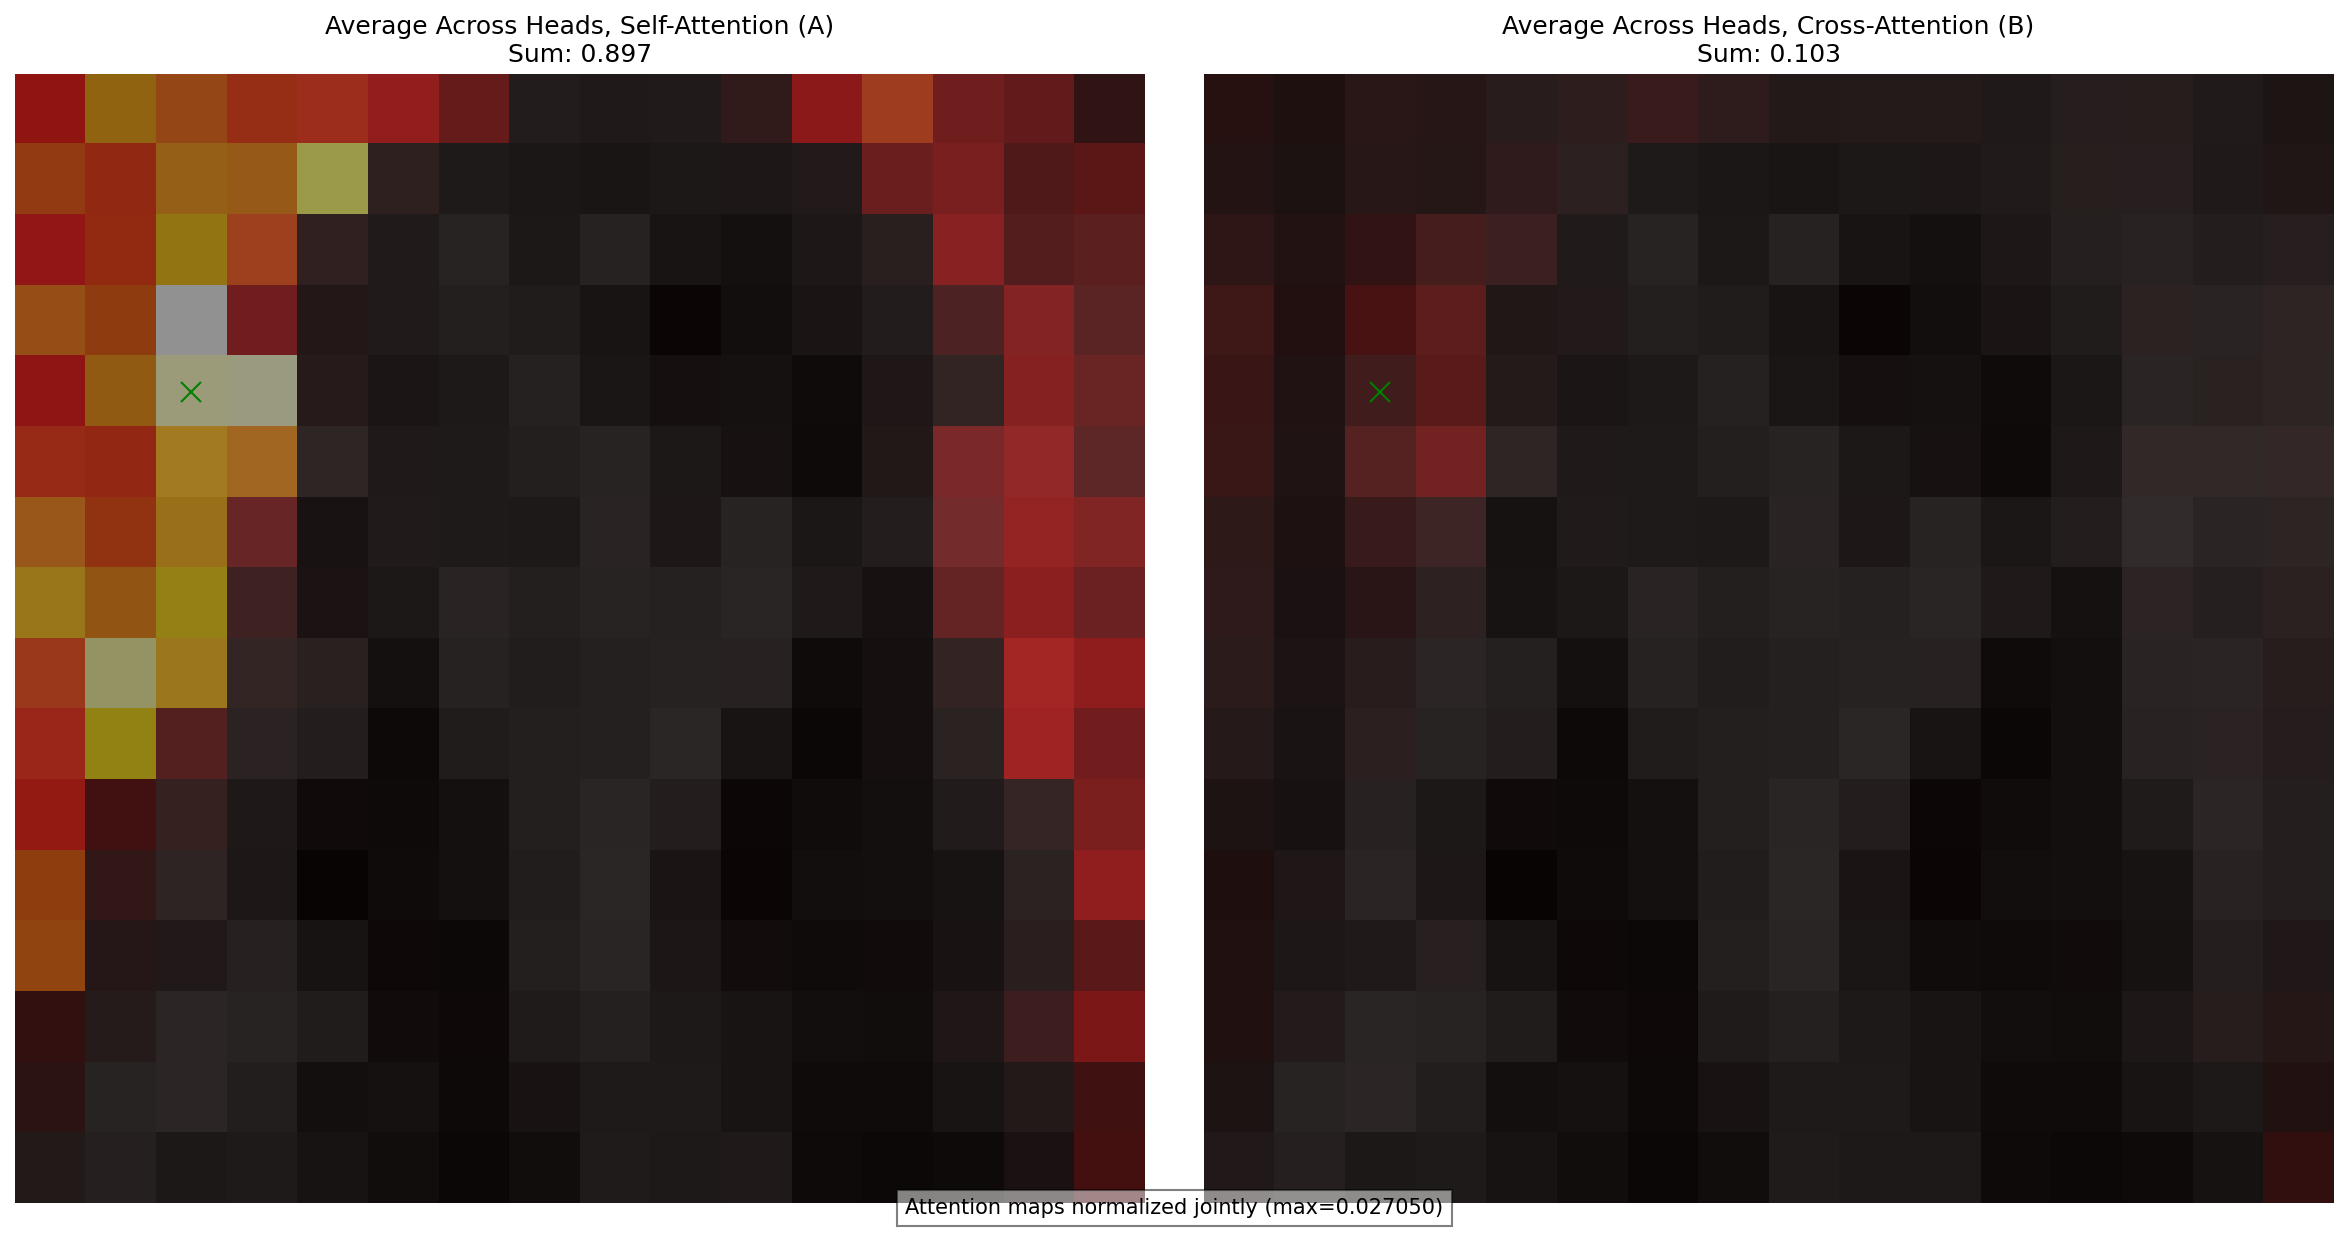 Average Across Heads, Self-Attention (A)
Sum: 0.897
Average Across Heads, Cross-Attention (B)
Sum: 0.103
Attention maps normalized jointly (max=0.027050)